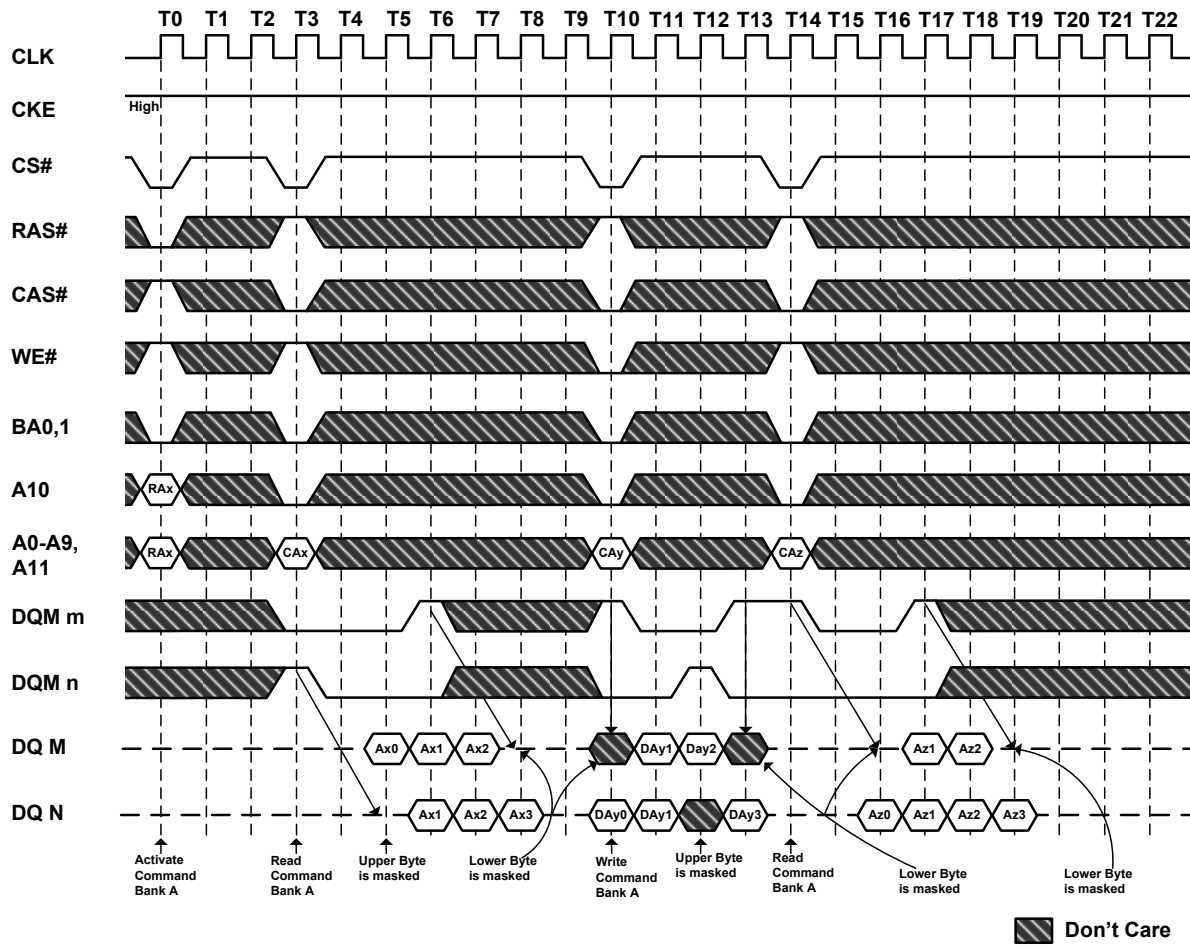 T0 T1 T2 T3 T4 T5 T6 T7 T8 T9 T10 T11 T12 T13 T14 T15 T16 T17 T18 T19 T20 T21 T22
CLK
CKE
High
CS#
RAS#
CAS#
WE#
BA0,1
A10
RAx
A0-A9,
A11
RAx CAx CAy CAz
DQM m
DQM n
DQ M
Ax0 Ax1 Ax2 DAy1 Day2 Az1 Az2
DQ N
Ax1 Ax2 Ax3 DAy0 DAy1 DAy3 Az0 Az1 Az2 Az3
Activate
Command
Bank A
Read
Command
Bank A
Upper Byte
is masked
Lower Byte
is masked
Write
Command
Bank A
Upper Byte
is masked
Read
Command
Bank A
Lower Byte
is masked
Lower Byte
is masked
Don't Care